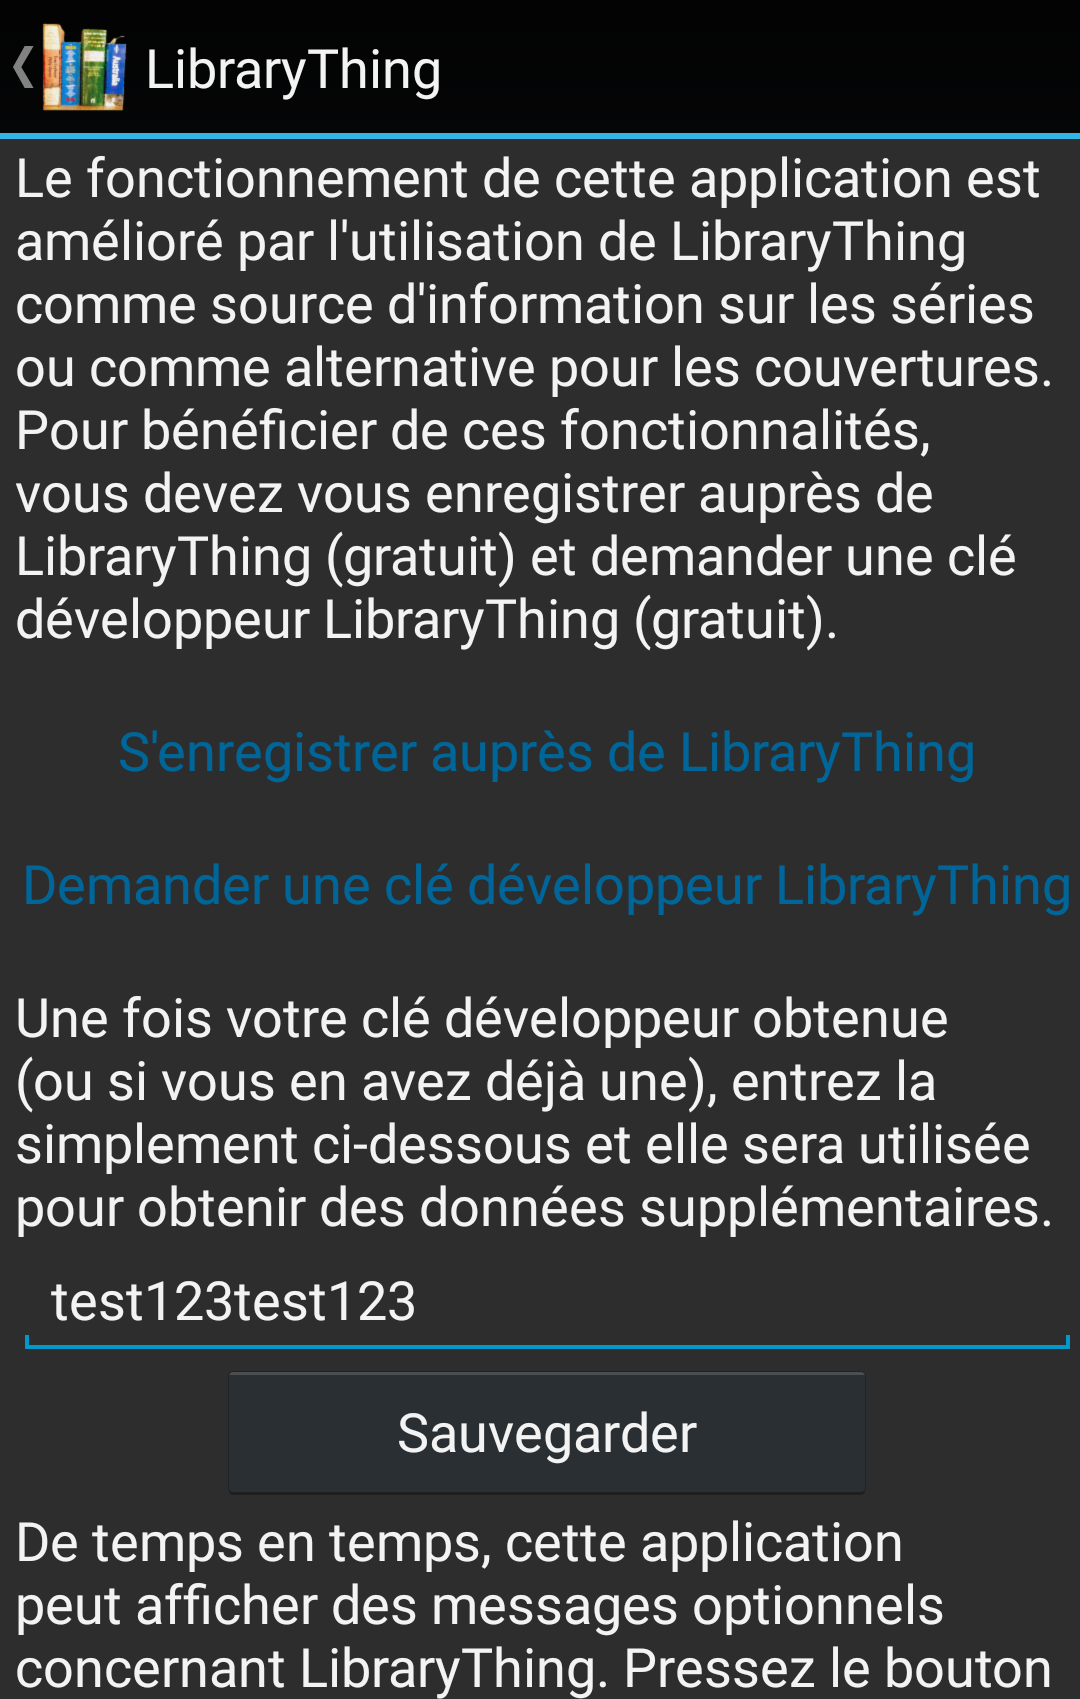 LibraryThing
Le fonctionnement de cette application est
amélioré par l'utilisation de LibraryThing
comme source d'information sur les séries
ou comme alternative pour les couvertures.
Pour bénéficier de ces fonctionnalités,
vous devez vous enregistrer auprès de
LibraryThing (gratuit) et demander une clé
développeur LibraryThing (gratuit).
S'enregistrer auprès de LibraryThing
Demander une clé développeur LibraryThing
Une fois votre clé développeur obtenue
(ou si vous en avez déjà une), entrez la
simplement ci-dessous et elle sera utilisée
pour obtenir des données supplémentaires.
test123test123
Sauvegarder
De temps en temps, cette application
peut afficher des messages optionnels
concernant LibraryThing. Pressez le bouton